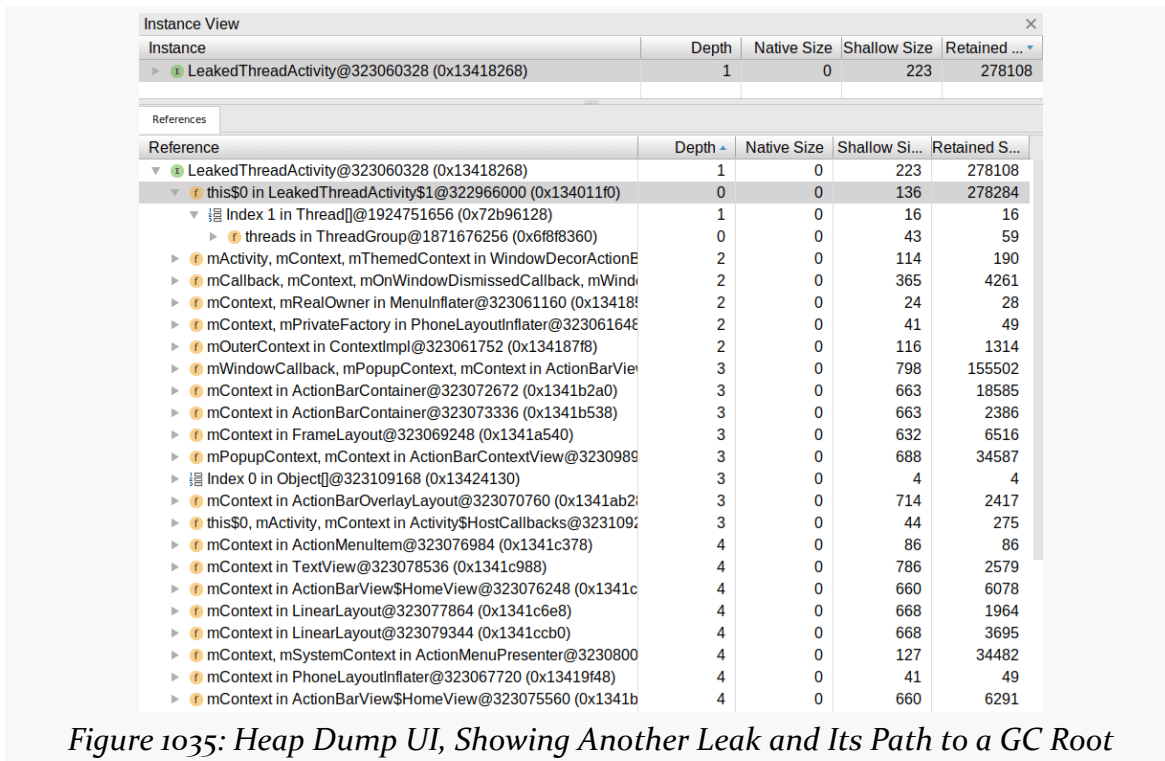 Instance View
Instance Depth Native Size Shallow Size Retained ...
LeakedThreadActivity@323060328 (0x13418268) 1 0 223 278108
References
Reference Depth Native Size Shallow Si... Retained S...
LeakedThreadActivity@323060328 (0x13418268) 1 0 223 278108
this$0 in LeakedThreadActivity$1@322966000 (0x134011f0) 0 0 136 278284
Index 1 in Thread[]@1924751656 (0x72b96128) 1 0 16 16
threads in ThreadGroup@1871676256 (0x6f8f8360) 0 0 43 59
mActivity, mContext, mThemedContext in WindowDecorActionB 2 0 114 190
mCallback, mContext, mOnWindowDismissedCallback, mWind 2 0 365 4261
mContext, mRealOwner in MenuInflater@323061160 (0x13418 2 0 24 28
mContext, mPrivateFactory in PhoneLayoutInflater@323061648 2 0 41 49
mOuterContext in ContextImpl@323061752 (0x134187f8) 2 0 116 1314
mWindowCallback, mPopupContext, mContext in ActionBarVie 3 0 798 155502
mContext in ActionBarContainer@323072672 (0x1341b2a0) 3 0 663 18585
mContext in ActionBarContainer@323073336 (0x1341b538) 3 0 663 2386
mContext in FrameLayout@323069248 (0x1341a540) 3 0 632 6516
mPopupContext, mContext in ActionBarContextView@3230989 3 0 688 34587
Index 0 in Object[]@323109168 (0x13424130) 3 0 4 4
mContext in ActionBarOverlayLayout@323070760 (0x1341ab2 3 0 714 2417
this$0, mActivity, mContext in Activity$HostCallbacks@323109 3 0 44 275
mContext in ActionMenuItem@323076984 (0x1341c378) 4 0 86 86
mContext in TextView@323078536 (0x1341c988) 4 0 786 2579
mContext in ActionBarView$HomeView@323076248 (0x1341c 4 0 660 6078
mContext in LinearLayout@323077864 (0x1341c6e8) 4 0 668 1964
mContext in LinearLayout@323079344 (0x1341ccb0) 4 0 668 3695
mContext, mSystemContext in ActionMenuPresenter@3230800 4 0 127 34482
mContext in PhoneLayoutInflater@323067720 (0x13419f48) 4 0 41 49
mContext in ActionBarView$HomeView@323075560 (0x1341b 4 0 660 6291
Figure 1035: Heap Dump UI, Showing Another Leak and Its Path to a GC Root